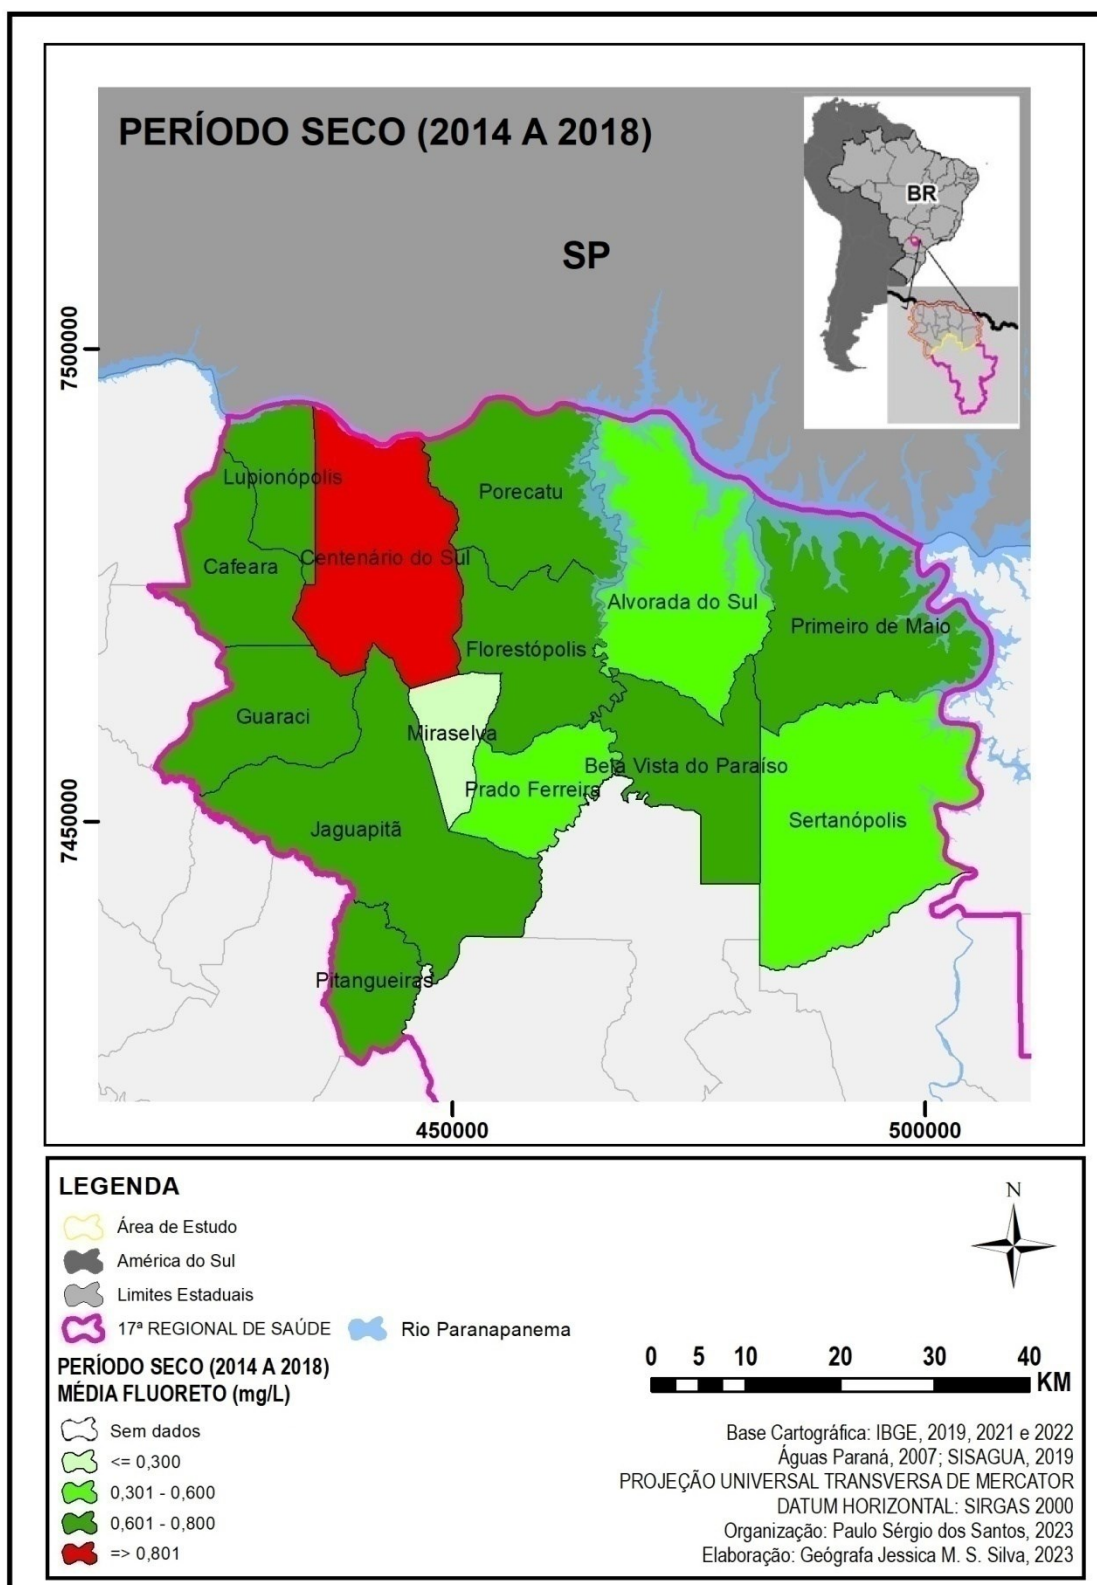 PERÍODO SECO (2014 A 2018)
BR
SP
7500000
Lupionópolis
Porecatu
Centenário do Sul
Cafeara
Alvorada do Sul
Primeiro de Maio
Florestópolis
Guaraci
Miraselva
Bela Vista do Paraíso
Prado Ferreira
Sertanópolis
Jaguapitã
7450000
Pitangueiras
450000
500000
LEGENDA
Área de Estudo
América do Sul
Limites Estaduais
17ª REGIONAL DE SAÚDE
Rio Paranapanema
PERÍODO SECO (2014 A 2018)
MÉDIA FLUORETO (mg/L)
Sem dados
<= 0,300
0,301 - 0,600
0,601 - 0,800
=> 0,801
N
0 5 10 20 30 40
KM
Base Cartográfica: IBGE, 2019, 2021 e 2022
Águas Paraná, 2007; SISAGUA, 2019
PROJEÇÃO UNIVERSAL TRANSVERSA DE MERCATOR
DATUM HORIZONTAL: SIRGAS 2000
Organização: Paulo Sérgio dos Santos, 2023
Elaboração: Geógrafa Jessica M. S. Silva, 2023